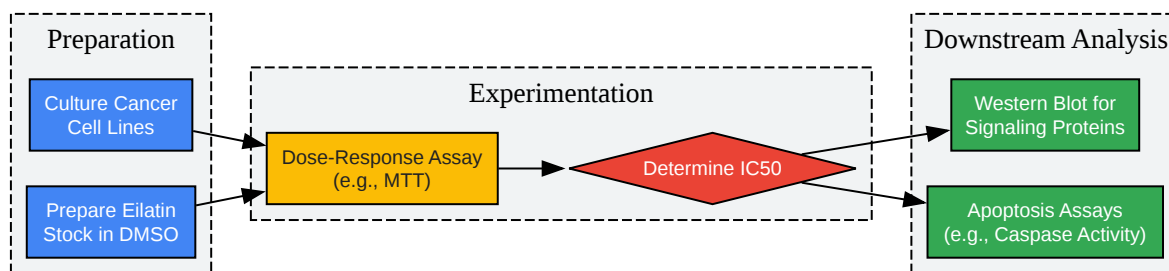 Preparation
Culture Cancer
Cell Lines
Prepare Eilatin
Stock in DMSO
Experimentation
Dose-Response Assay
(e.g., MTT)
Determine IC50
Downstream Analysis
Western Blot for
Signaling Proteins
Apoptosis Assays
(e.g., Caspase Activity)